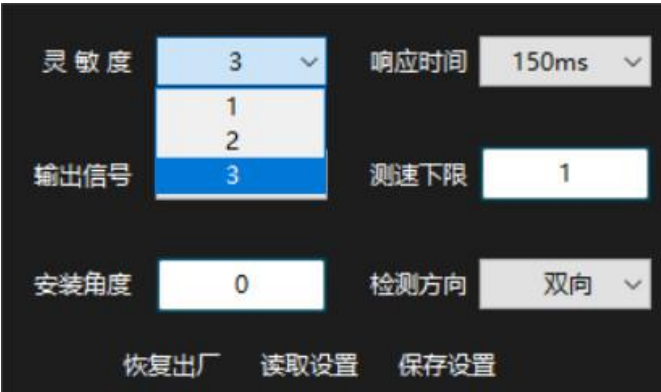 灵敏度 3 响应时间 150ms
1
2
输出信号 3 测速下限 1
安装角度 0 检测方向 双向
恢复出厂 读取设置 保存设置